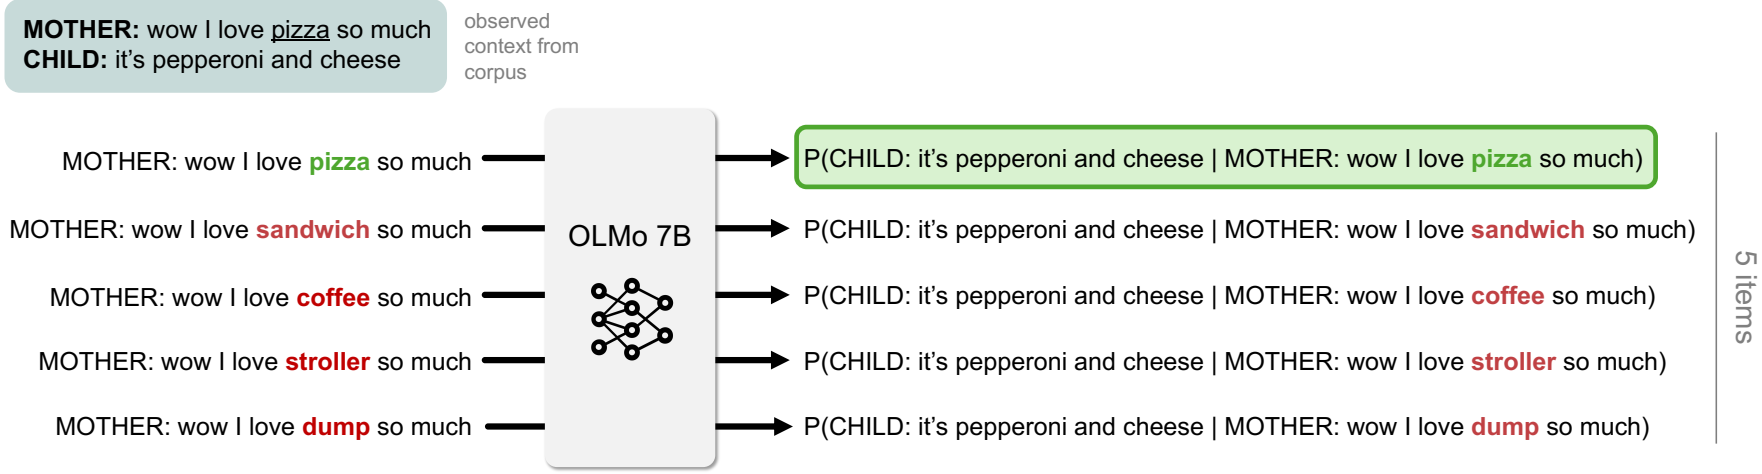 MOTHER: wow I love pizza so much
CHILD: it’s pepperoni and cheese
observed
context from
corpus
MOTHER: wow I love pizza so much
P(CHILD: it’s pepperoni and cheese | MOTHER: wow I love pizza so much)
MOTHER: wow I love sandwich so much
OLMo 7B
P(CHILD: it’s pepperoni and cheese | MOTHER: wow I love sandwich so much)
MOTHER: wow I love coffee so much
P(CHILD: it’s pepperoni and cheese | MOTHER: wow I love coffee so much)
MOTHER: wow I love stroller so much
P(CHILD: it’s pepperoni and cheese | MOTHER: wow I love stroller so much)
MOTHER: wow I love dump so much
P(CHILD: it’s pepperoni and cheese | MOTHER: wow I love dump so much)
5 items